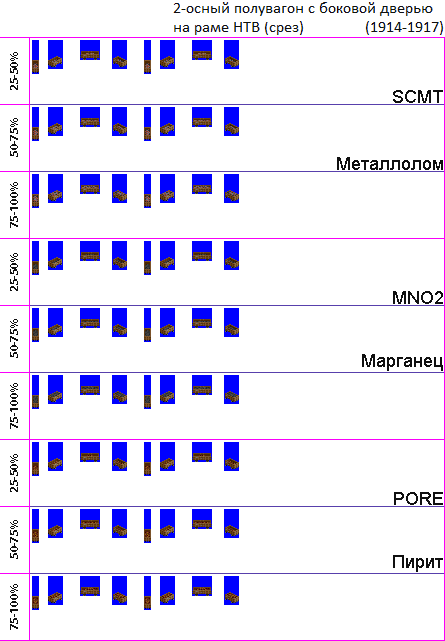 2-осный полувагон с боковой дверью
на раме НТВ (срез) (1914-1917)
25-50%
SCMT
50-75%
Металлолом
75-100%
25-50%
MNO2
50-75%
Марганец
75-100%
25-50%
PORE
50-75%
Пирит
75-100%